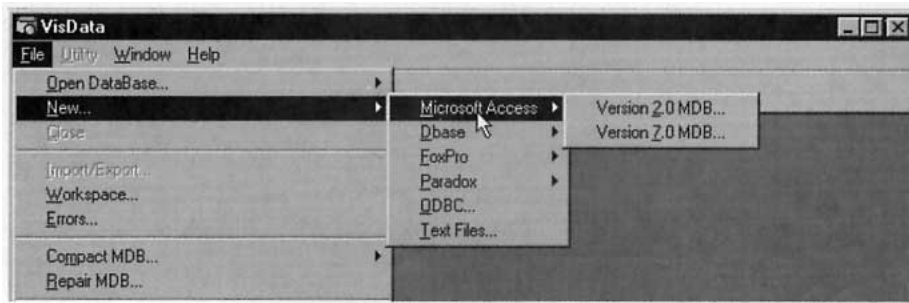 VisData
File Utility Window Help
Open DataBase...
New...
Close
Import/Export...
Workspace...
Errors...
Compact MDB...
Repair MDB...
Microsoft Access
Dbase
FoxPro
Paradox
ODBC...
Text Files...
Version 2.0 MDB...
Version 7.0 MDB...